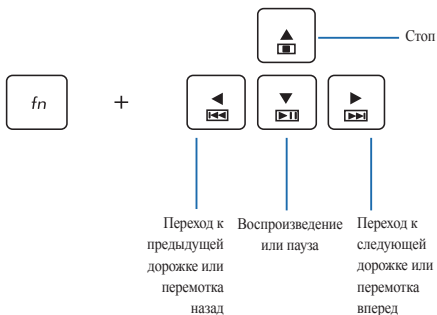 Стоп
fn
+
Переход к
предыдущей
дорожке или
перемотка
назад
Воспроизведение
или пауза
Переход к
следующей
дорожке или
перемотка
вперед